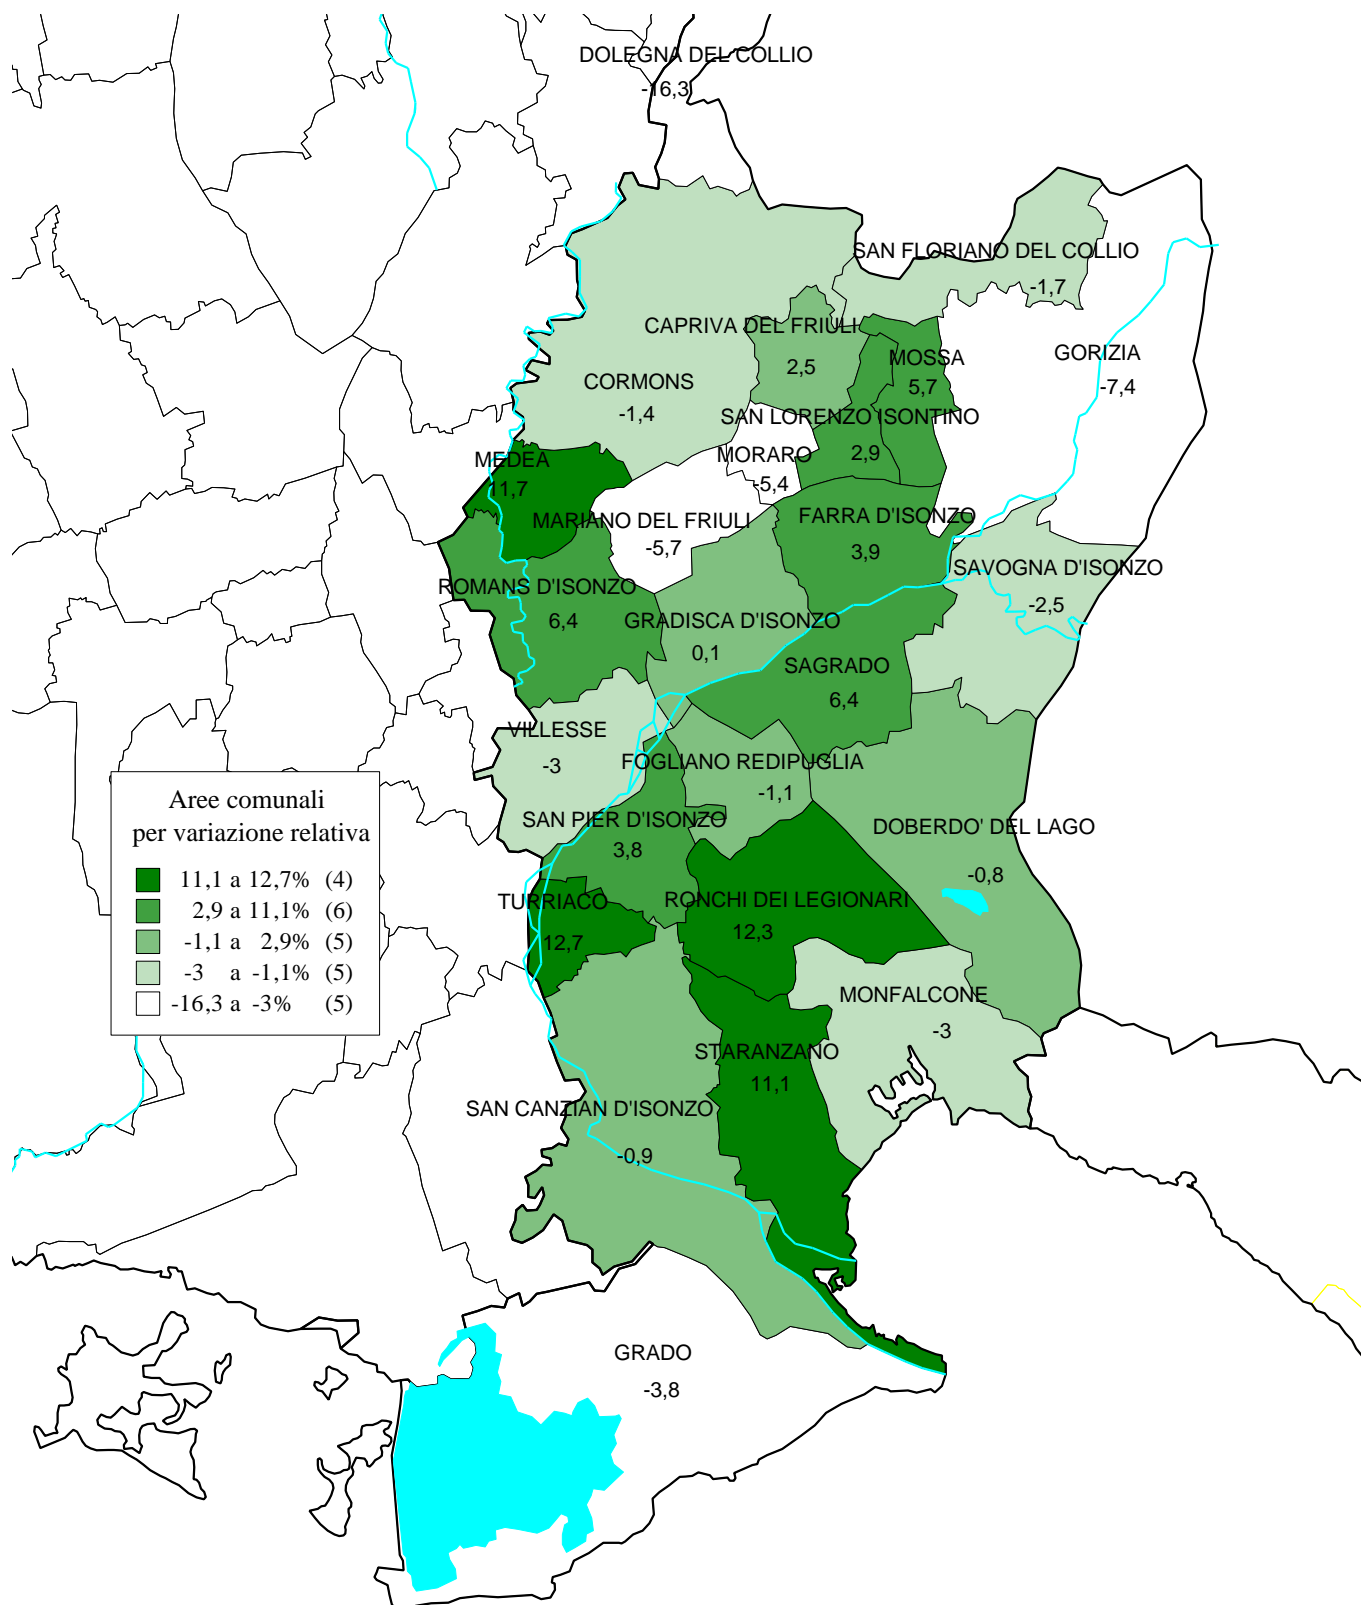 DOLEGNA DEL COLLIO
-16,3
SAN FLORIANO DEL COLLIO
-1,7
CAPRIVA DEL FRIULI
2,5
MOSSA
5,7
GORIZIA
-7,4
CORMONS
-1,4
SAN LORENZO ISONTINO
2,9
MORARO
-5,4
MEDEA
11,7
MARIANO DEL FRIULI
-5,7
FARRA D'ISONZO
3,9
SAVOGNA D'ISONZO
-2,5
ROMANS D'ISONZO
6,4
GRADISCA D'ISONZO
0,1
SAGRADO
6,4
VILLESSE
-3
FOGLIANO REDIPUGLIA
-1,1
SAN PIER D'ISONZO
3,8
DOBERDO' DEL LAGO
-0,8
TURRIACO
12,7
RONCHI DEI LEGIONARI
12,3
MONFALCONE
-3
STARANZANO
11,1
SAN CANZIAN D'ISONZO
-0,9
GRADO
-3,8
Aree comunali
per variazione relativa
11,1 a 12,7% (4)
2,9 a 11,1% (6)
-1,1 a 2,9% (5)
-3 a -1,1% (5)
-16,3 a -3% (5)